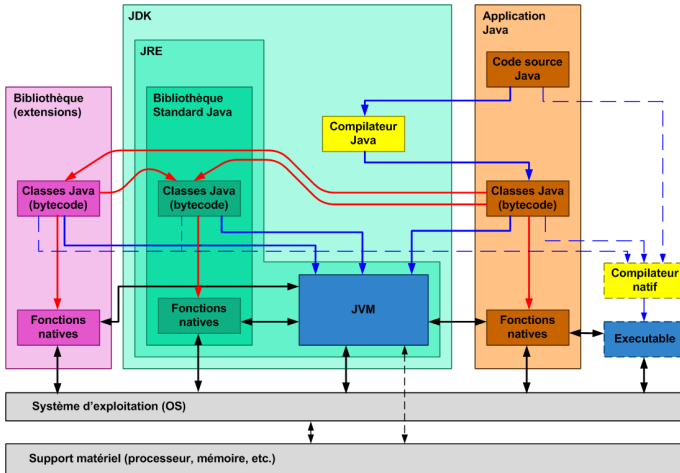 JDK
Application
Java
JRE
Code source
Java
Bibliothèque
(extensions)
Bibliothèque
Standard Java
Compilateur
Java
Classes Java
(bytecode)
Classes Java
(bytecode)
Classes Java
(bytecode)
Compilateur
natif
Fonctions
natives
Fonctions
natives
JVM
Fonctions
natives
Executable
Système d'exploitation (OS)
Support matériel (processeur, mémoire, etc.)